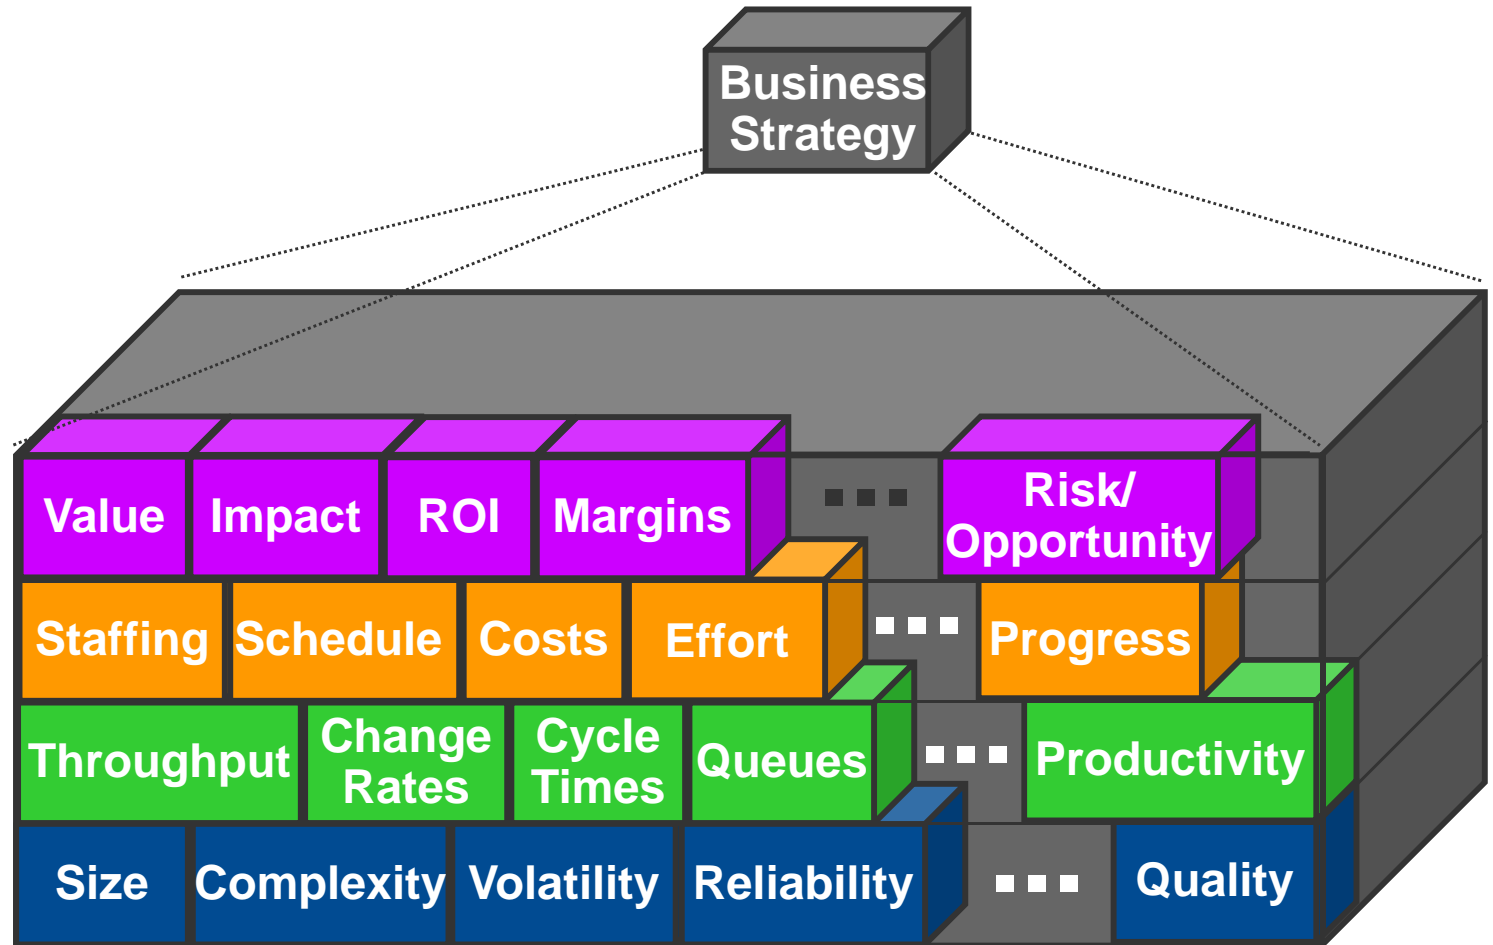 Business
Strategy
Value
Impact
ROI
Margins
Risk/
Opportunity
Staffing
Schedule
Costs
Effort
Progress
Throughput
Change
Rates
Cycle
Times
Queues
Productivity
Size
Complexity
Volatility
Reliability
Quality